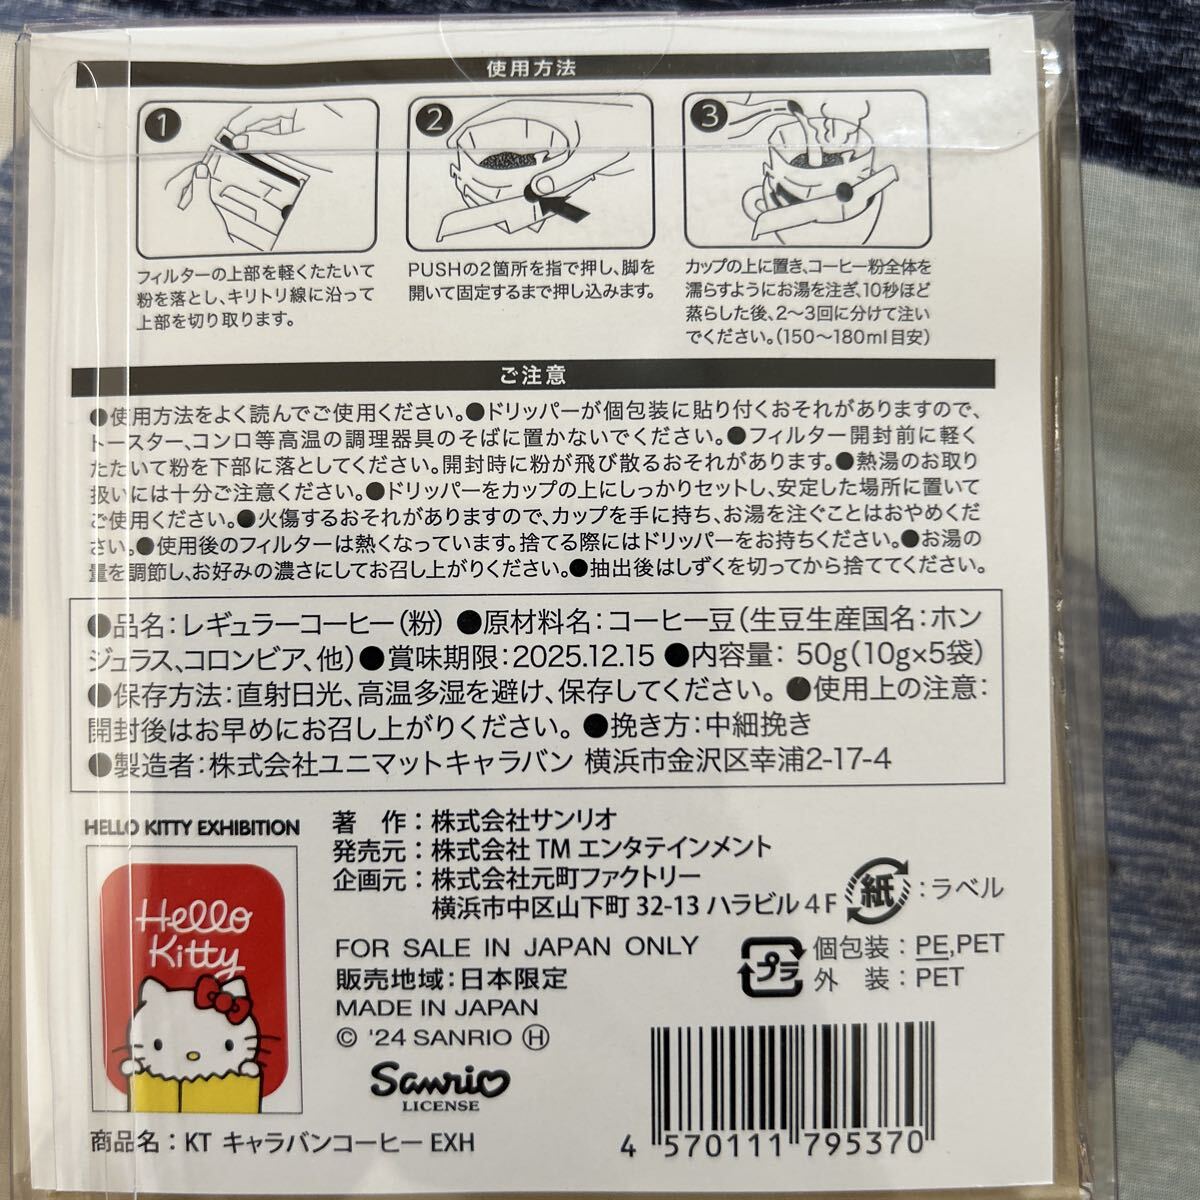 使用方法
1
2
3
フィルターの上部を軽くたたいて
粉を落とし、キリトリ線に沿って
上部を切り取ります。
PUSHの2箇所を指で押し、脚を
開いて固定するまで押し込みます。
カップの上に置き、コーヒー粉全体を
濡らすようにお湯を注ぎ、10秒ほど
蒸らした後、2〜3回に分けて注い
でください。(150〜180ml目安)
ご注意
●使用方法をよく読んでご使用ください。●ドリッパーが個包装に貼り付くおそれがありますので、
トースター、コンロ等高温の調理器具のそばに置かないでください。●フィルター開封前に軽く
たたいて粉を下部に落としてください。開封時に粉が飛び散るおそれがあります。●熱湯のお取り
扱いには十分ご注意ください。●ドリッパーをカップの上にしっかりセットし、安定した場所に置いて
ご使用ください。●火傷するおそれがありますので、カップを手に持ち、お湯を注ぐことはおやめくだ
さい。●使用後のフィルターは熱くなっています。捨てる際にはドリッパーをお持ちください。●お湯の
量を調節し、お好みの濃さにしてお召し上がりください。●抽出後はしずくを切ってから捨ててください。
●品名:レギュラーコーヒー(粉) ●原材料名:コーヒー豆(生豆生産国名:ホン
ジュラス、コロンビア、他)●賞味期限:2025.12.15 ●内容量: 50g(10g×5袋)
●保存方法:直射日光、高温多湿を避け、保存してください。 ●使用上の注意:
開封後はお早めにお召し上がりください。 ●挽き方:中細挽き
●製造者:株式会社ユニマットキャラバン 横浜市金沢区幸浦2-17-4
HELLO KITTY EXHIBITION
Hello
Kitty
著 作:株式会社サンリオ
発売元:株式会社 TM エンタテインメント
企画元:株式会社元町ファクトリー
横浜市中区山下町 32-13 ハラビル 4F
紙
:ラベル
FOR SALE IN JAPAN ONLY
販売地域:日本限定
MADE IN JAPAN
© '24 SANRIO Ⓗ
プラ
個包装:PE,PET
外 装:PET
Sanrio
LICENSE
商品名:KT キャラバンコーヒー EXH
4 570111 795370